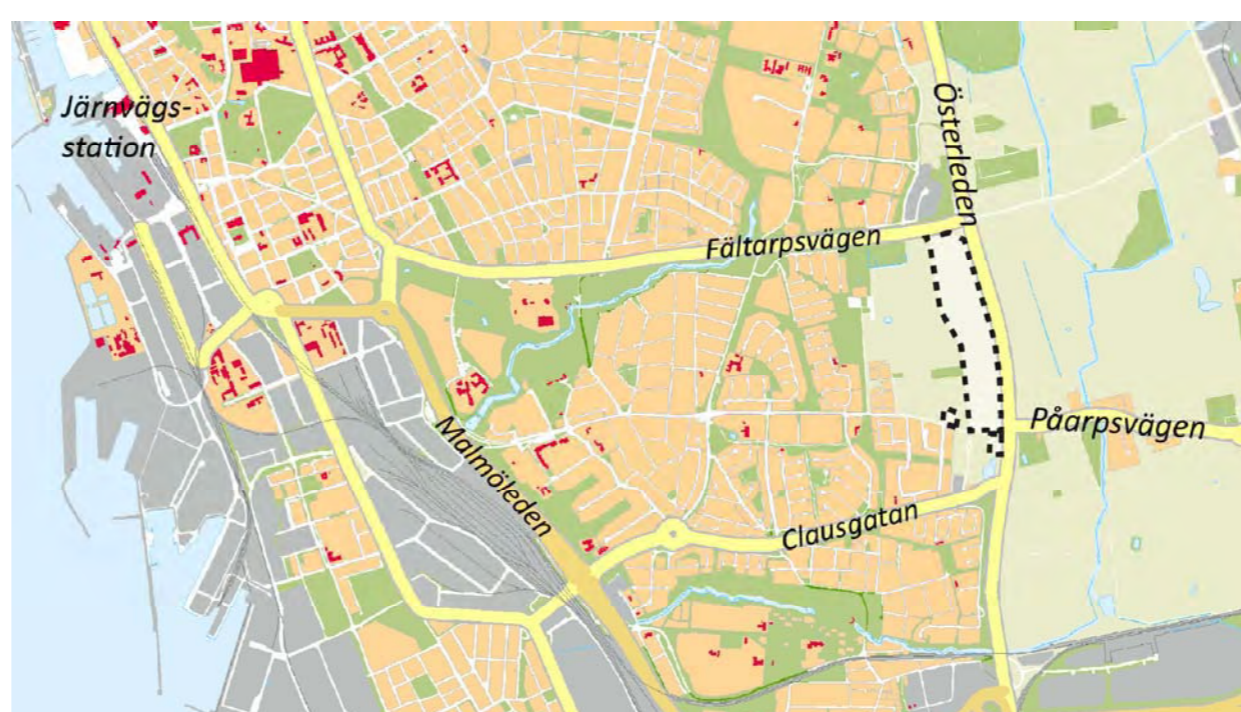 Järnvägs-
station
Österleden
Fältarpsvägen
Påarpsvägen
Malmöleden
Clausgatan